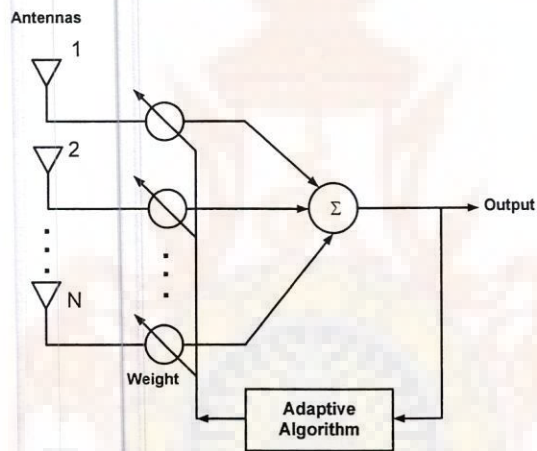 Antennas
1
2
N
Weight
Σ
Output
Adaptive
Algorithm